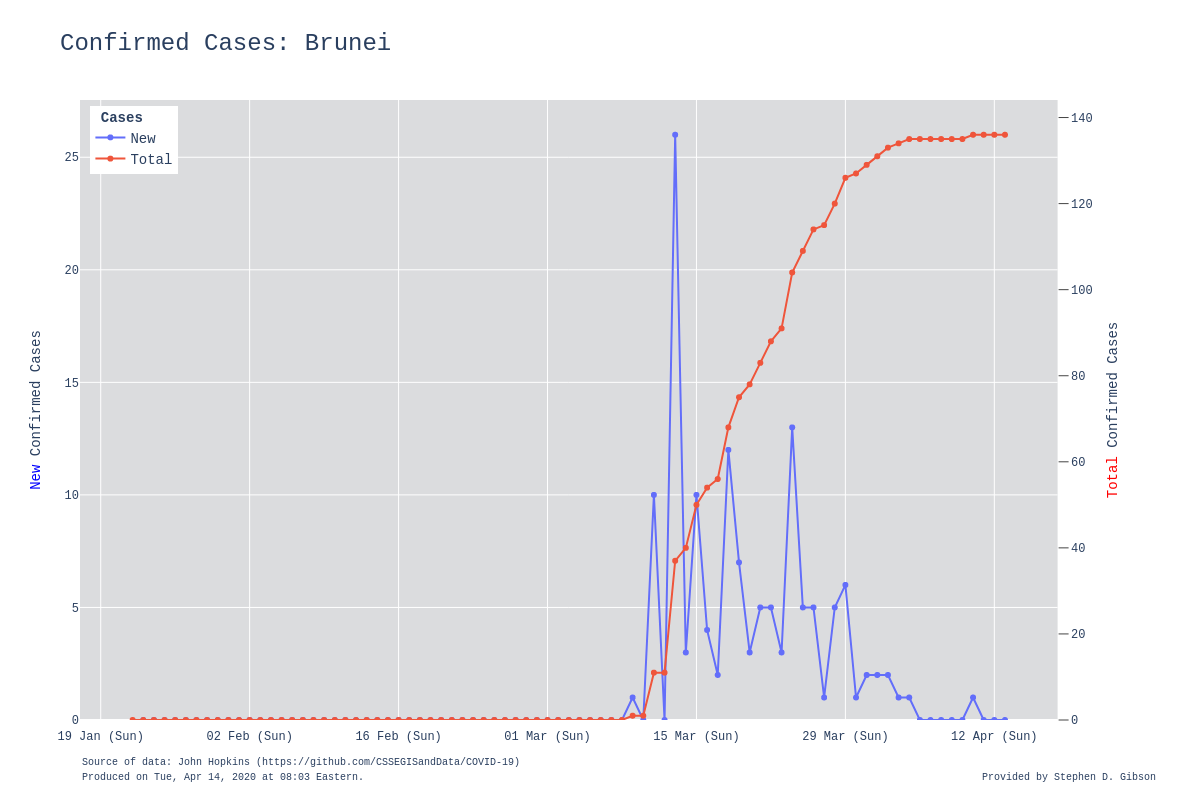 Confirmed Cases: Brunei
Cases
New
Total
25
20
15
10
5
0
140
120
100
80
60
40
20
0
New Confirmed Cases
Total Confirmed Cases
19 Jan (Sun)
02 Feb (Sun)
16 Feb (Sun)
01 Mar (Sun)
15 Mar (Sun)
29 Mar (Sun)
12 Apr (Sun)
Source of data: John Hopkins (https://github.com/CSSEGISandData/COVID-19)
Produced on Tue, Apr 14, 2020 at 08:03 Eastern.
Provided by Stephen D. Gibson